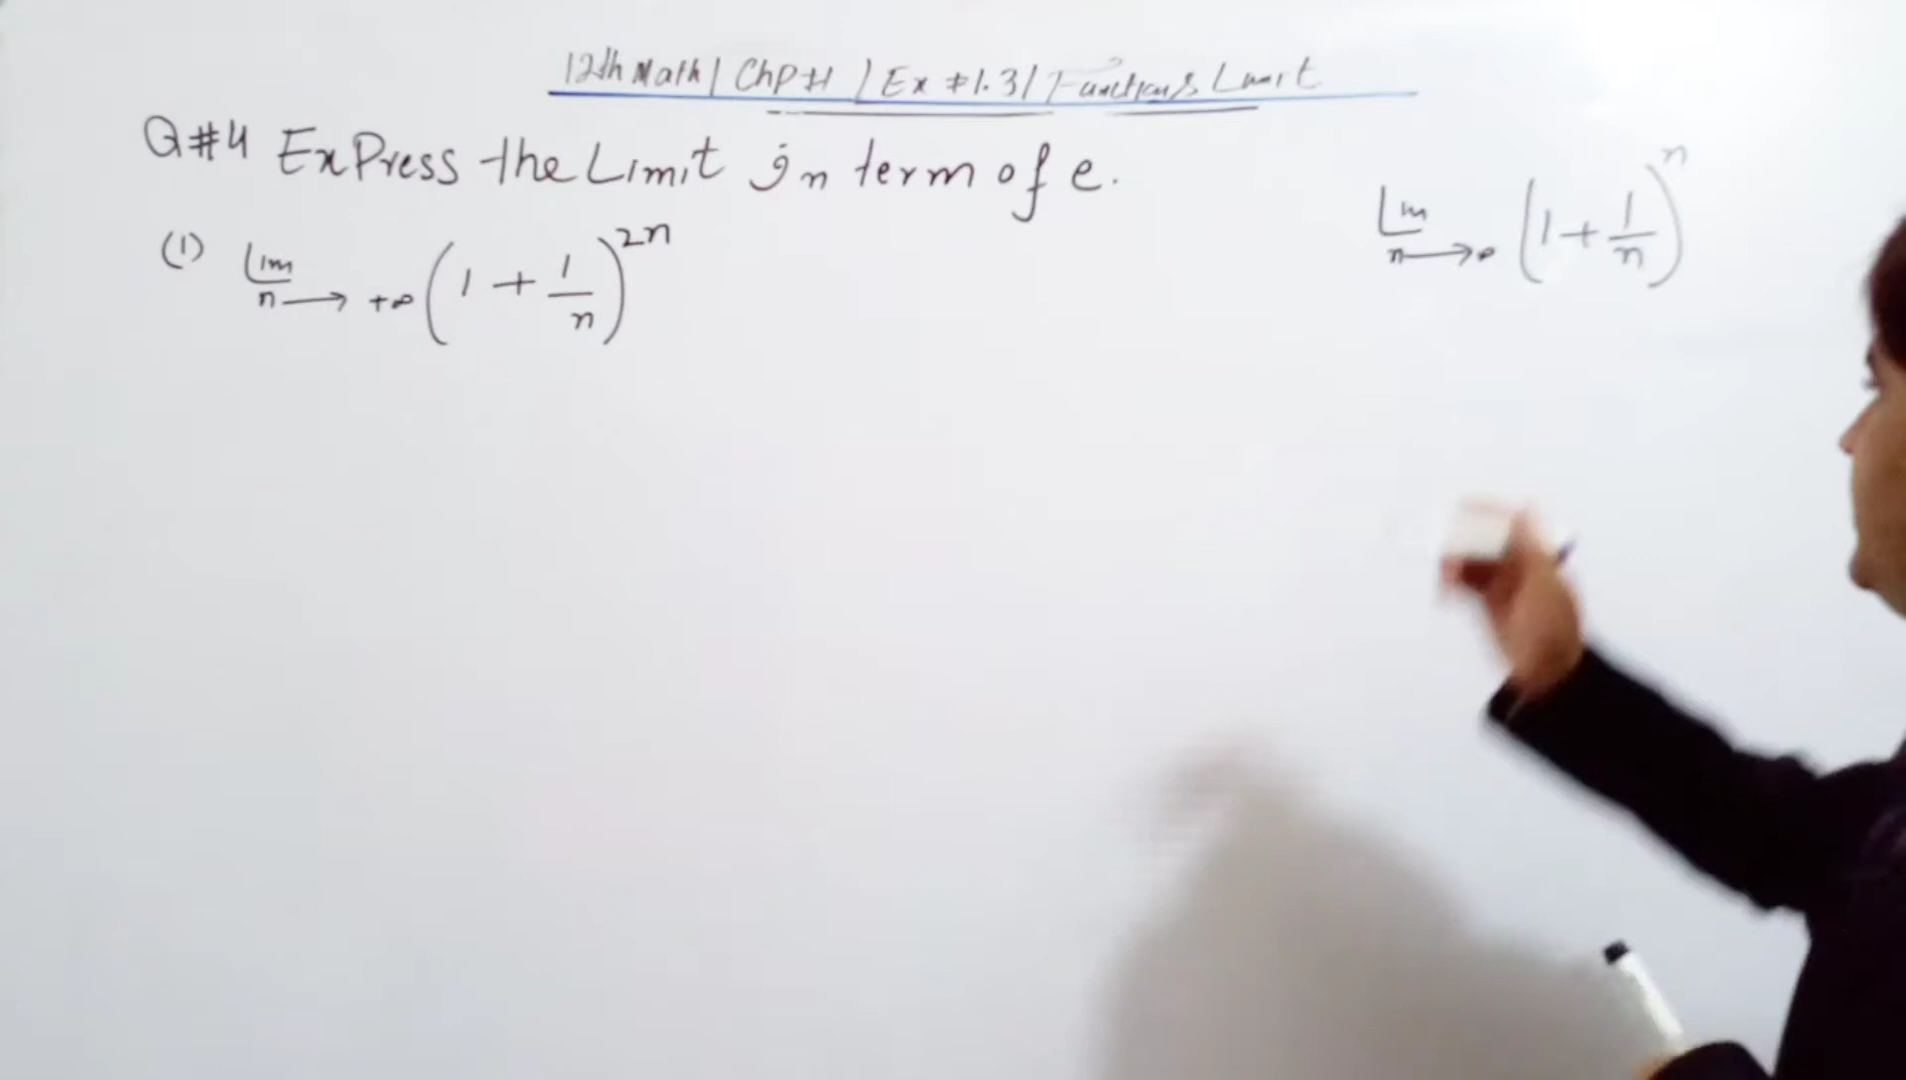 12th Math / Chp #1 / Ex #1.3 / Functions Limit
Q#4 ExPress the Limit in term of e.
(1) Lim n→+∞ (1 + 1/n)^2n
Lim n→∞ (1 + 1/n)^n